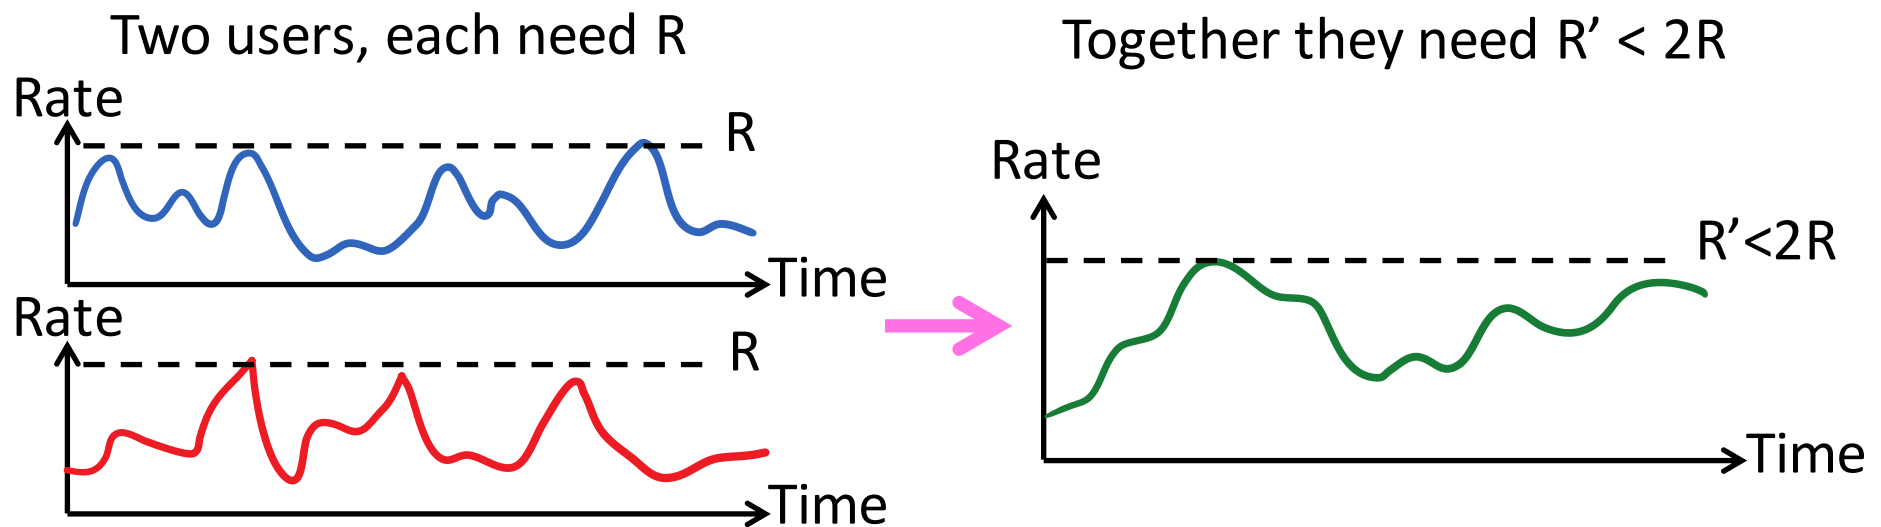 Two users, each need R
Rate
R
Time
Rate
R
Time
Together they need R’ < 2R
Rate
R’<2R
Time